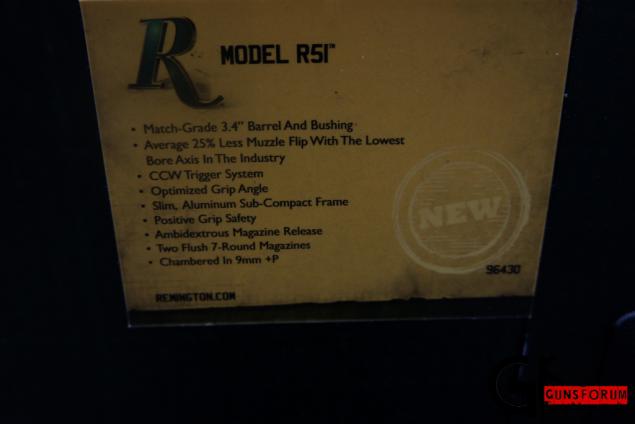 R
MODEL R51™
• Match-Grade 3.4" Barrel And Bushing
• Average 25% Less Muzzle Flip With The Lowest
Bore Axis In The Industry
• CCW Trigger System
• Optimized Grip Angle
• Slim, Aluminum Sub-Compact Frame
• Positive Grip Safety
• Ambidextrous Magazine Release
• Two Flush 7-Round Magazines
• Chambered In 9mm +P
NEW
96430
REMINGTON.COM
GUNSFORUM